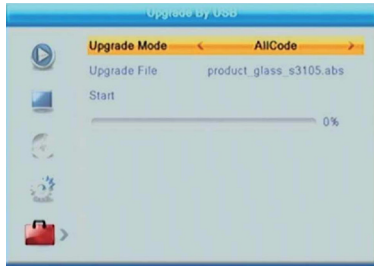 Upgrade By USB
Upgrade Mode < AllCode >
Upgrade File product_glass_s3105.abs
Start
0%